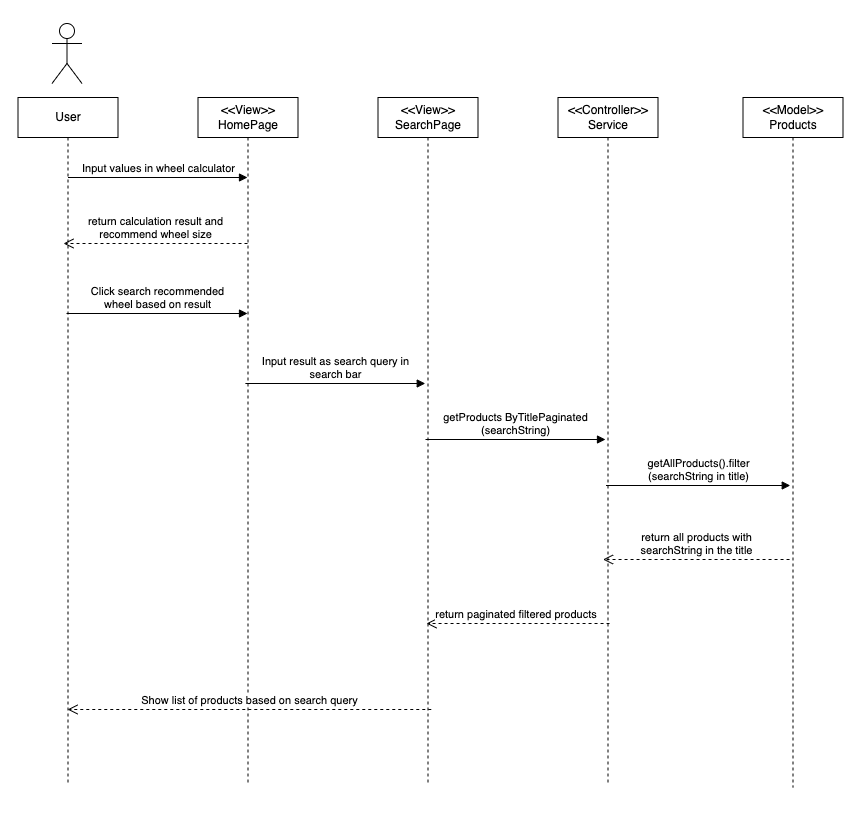 User
<<View>>
HomePage
<<View>>
SearchPage
<<Controller>>
Service
<<Model>>
Products
Input values in wheel calculator
return calculation result and
recommend wheel size
Click search recommended
wheel based on result
Input result as search query in
search bar
getProducts ByTitlePaginated
(searchString)
getAllProducts().filter
(searchString in title)
return all products with
searchString in the title
return paginated filtered products
Show list of products based on search query